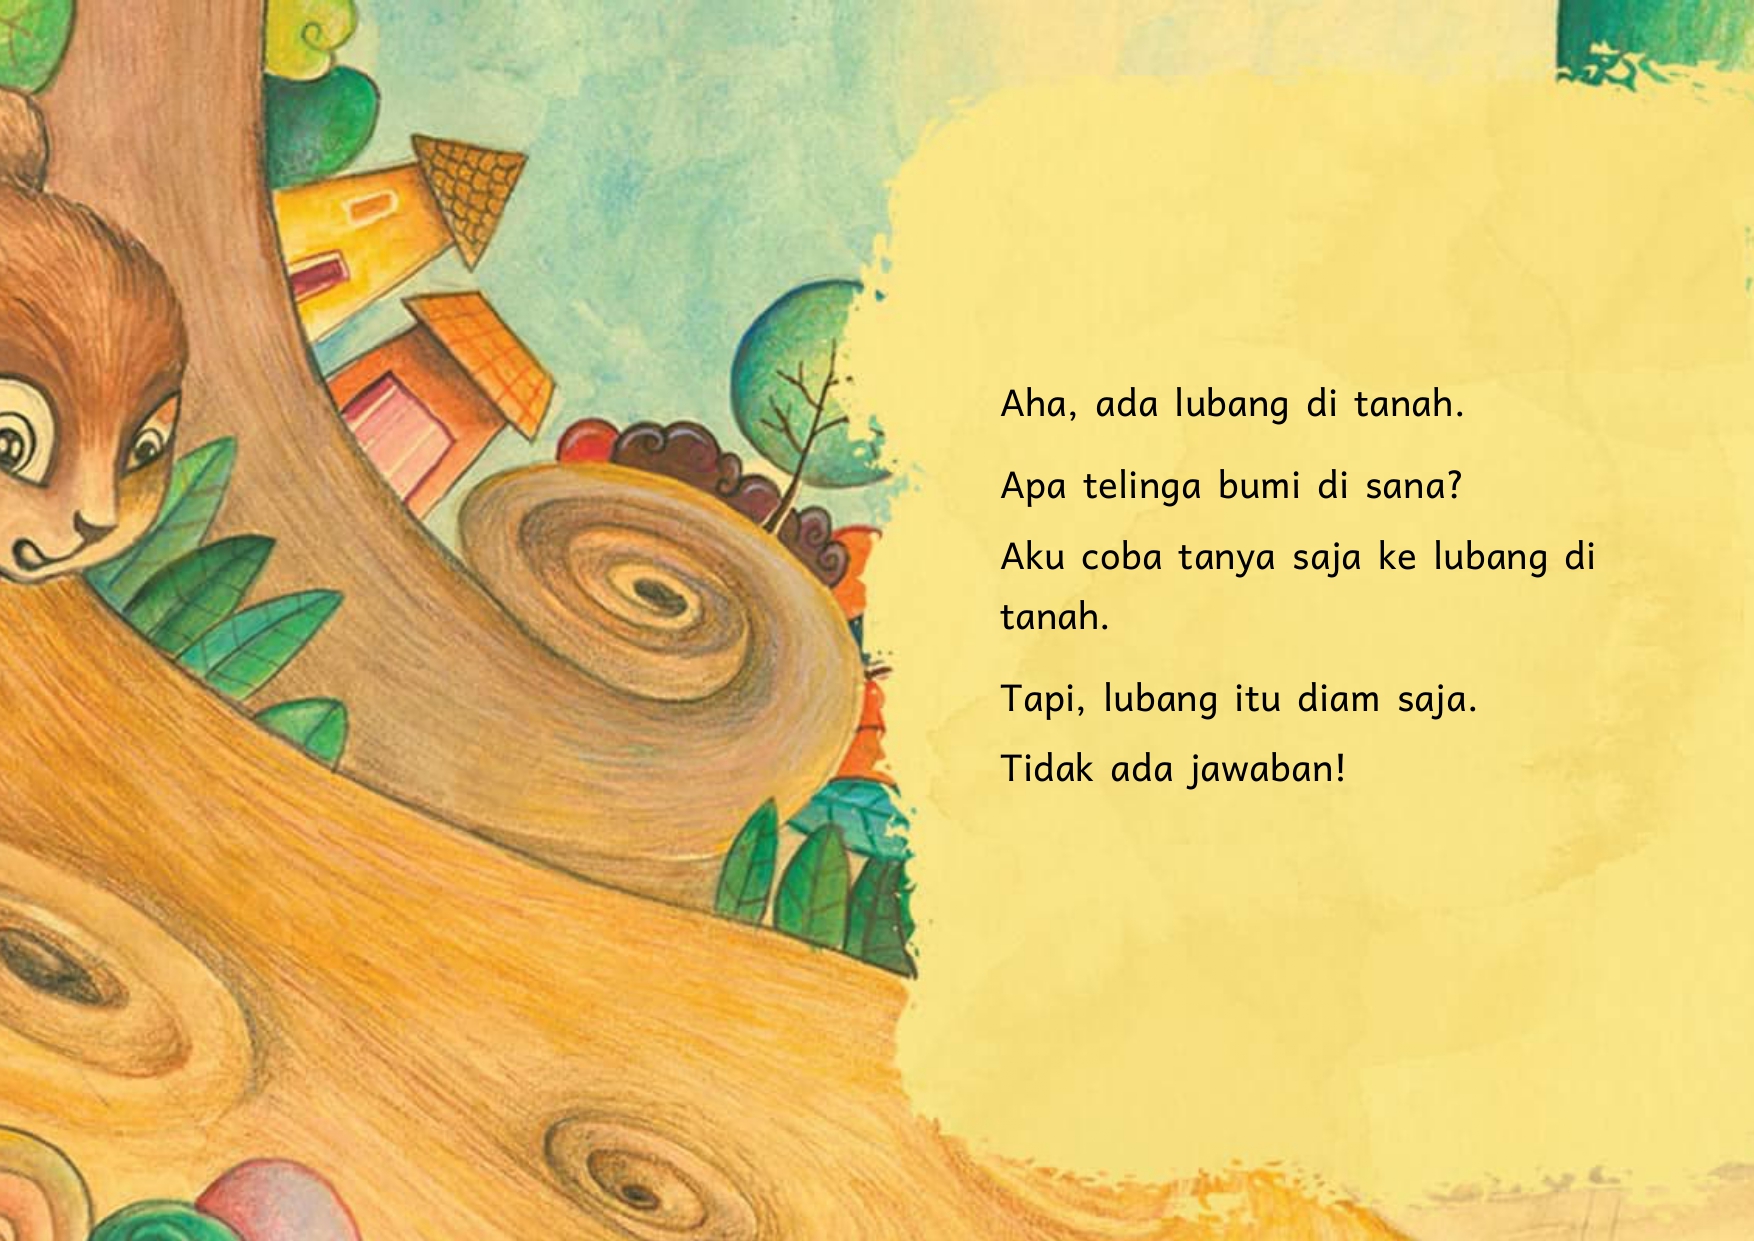 Aha, ada lubang di tanah.
Apa telinga bumi di sana?
Aku coba tanya saja ke lubang di
tanah.
Tapi, lubang itu diam saja.
Tidak ada jawaban!